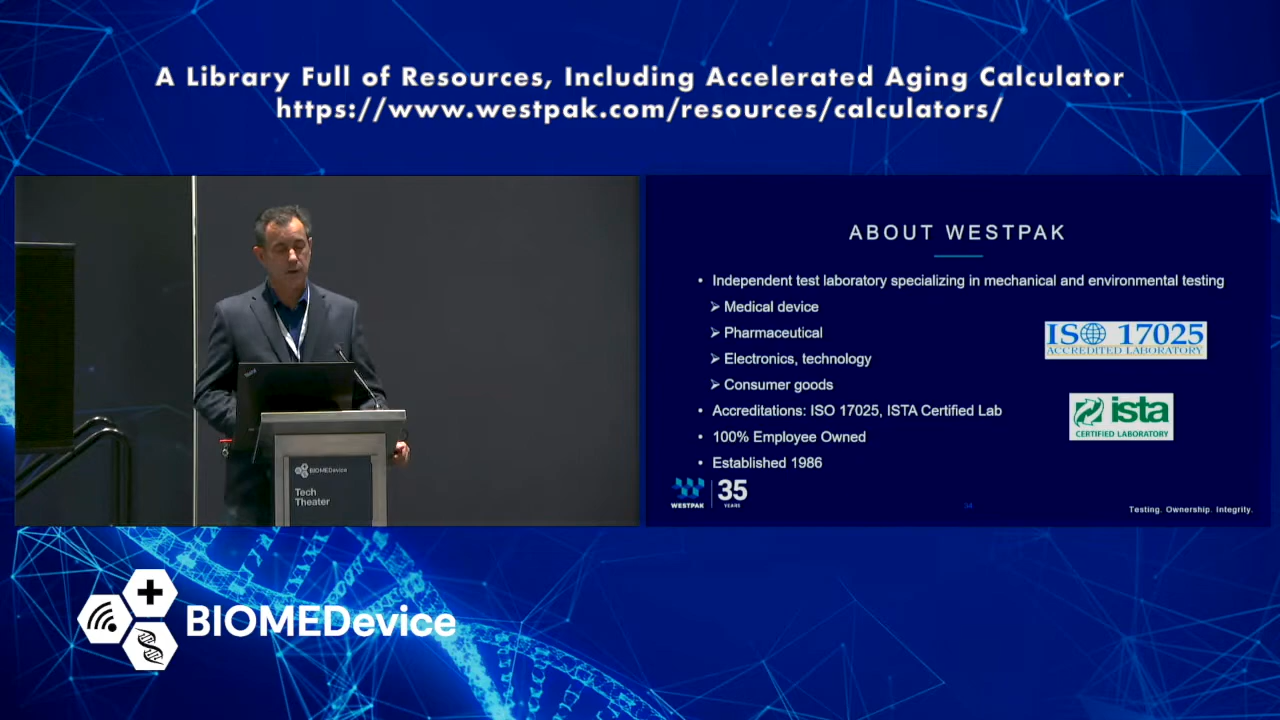 A Library Full of Resources, Including Accelerated Aging Calculator
https://www.westpak.com/resources/calculators/
BIOMEDevice
Tech
Theater
ABOUT WESTPAK
• Independent test laboratory specializing in mechanical and environmental testing
➢ Medical device
➢ Pharmaceutical
➢ Electronics, technology
➢ Consumer goods
• Accreditations: ISO 17025, ISTA Certified Lab
• 100% Employee Owned
• Established 1986
ISO 17025
ACCREDITED LABORATORY
ista
CERTIFIED LABORATORY
WESTPAK
35
YEARS
Testing. Ownership. Integrity.
BIOMEDevice